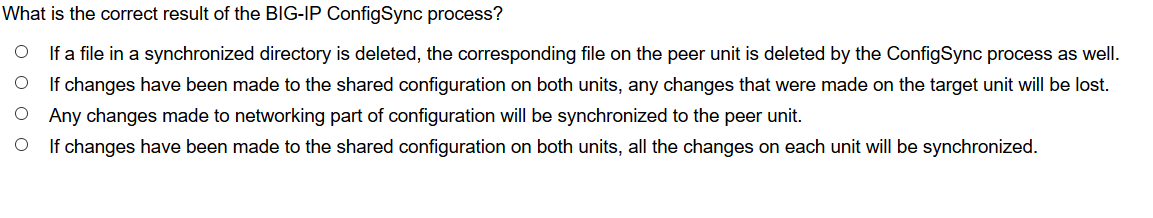 What is the correct result of the BIG-IP ConfigSync process?
If a file in a synchronized directory is deleted, the corresponding file on the peer unit is deleted by the ConfigSync process as well.
If changes have been made to the shared configuration on both units, any changes that were made on the target unit will be lost.
Any changes made to networking part of configuration will be synchronized to the peer unit.
If changes have been made to the shared configuration on both units, all the changes on each unit will be synchronized.